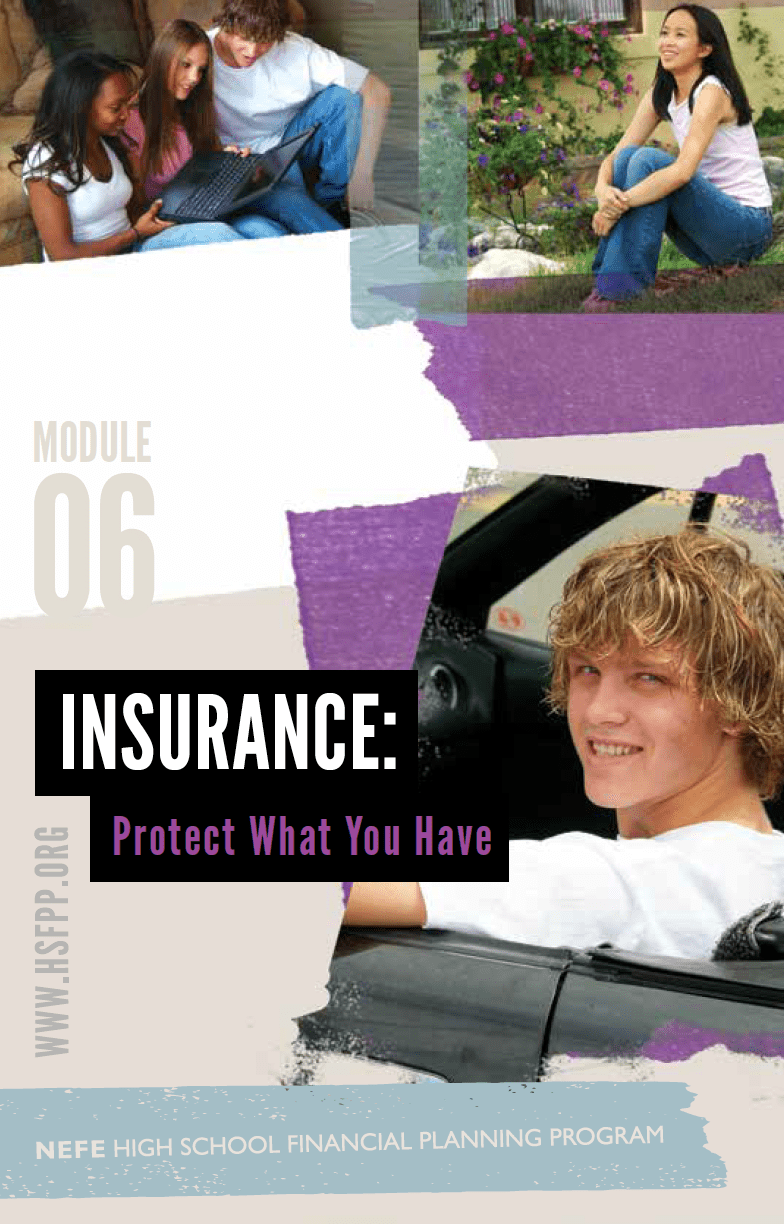 MODULE
06
INSURANCE:
Protect What You Have
WWW.HSFPP.ORG
NEFE HIGH SCHOOL FINANCIAL PLANNING PROGRAM